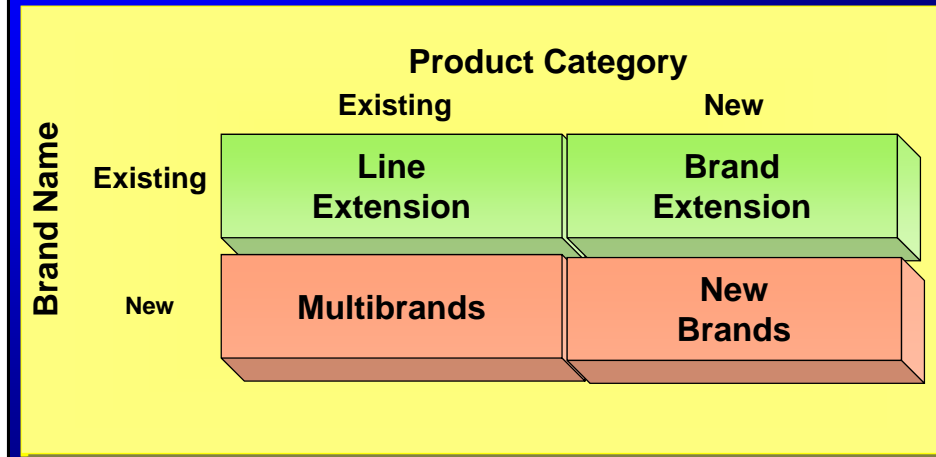 Product Category
Existing New
Brand Name
Existing
Line
Extension
Brand
Extension
New
Multibrands
New
Brands